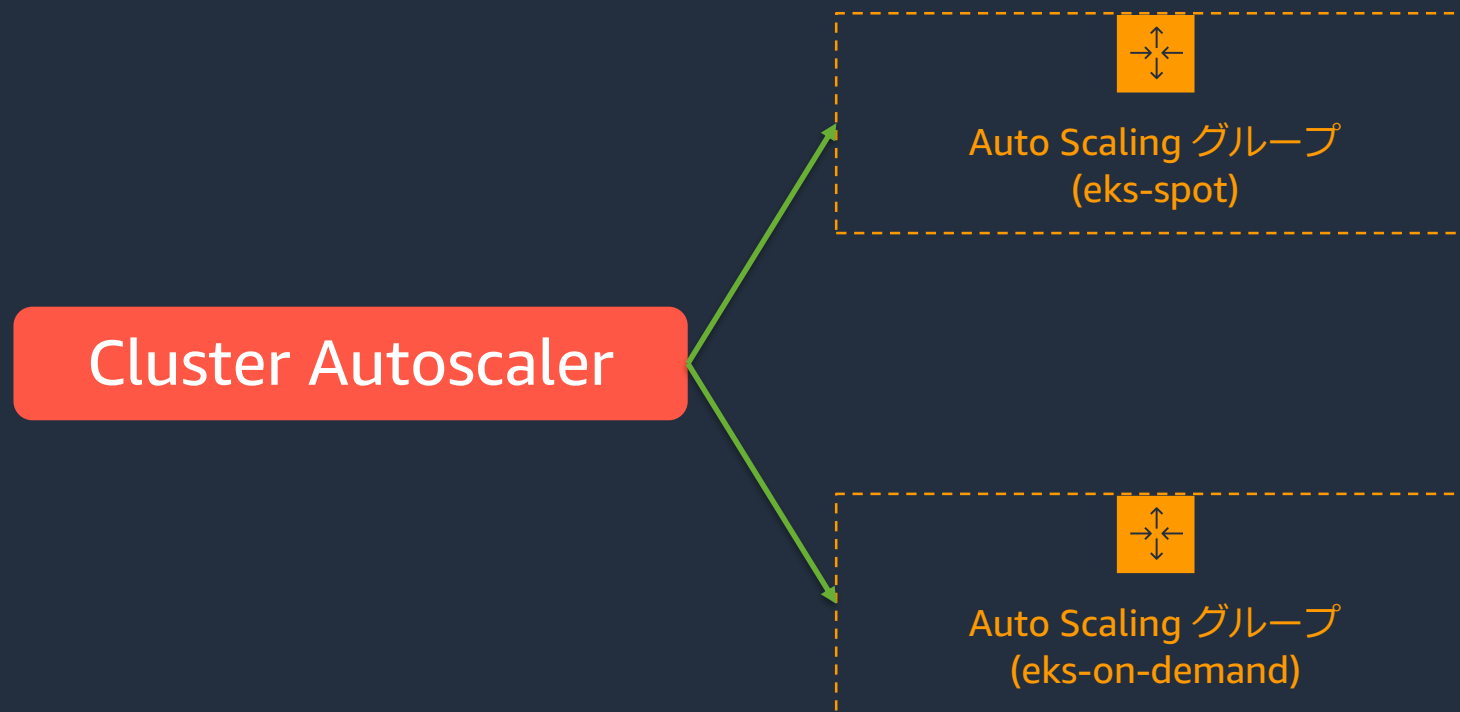 Auto Scaling グループ
(eks-spot)
Cluster Autoscaler
Auto Scaling グループ
(eks-on-demand)